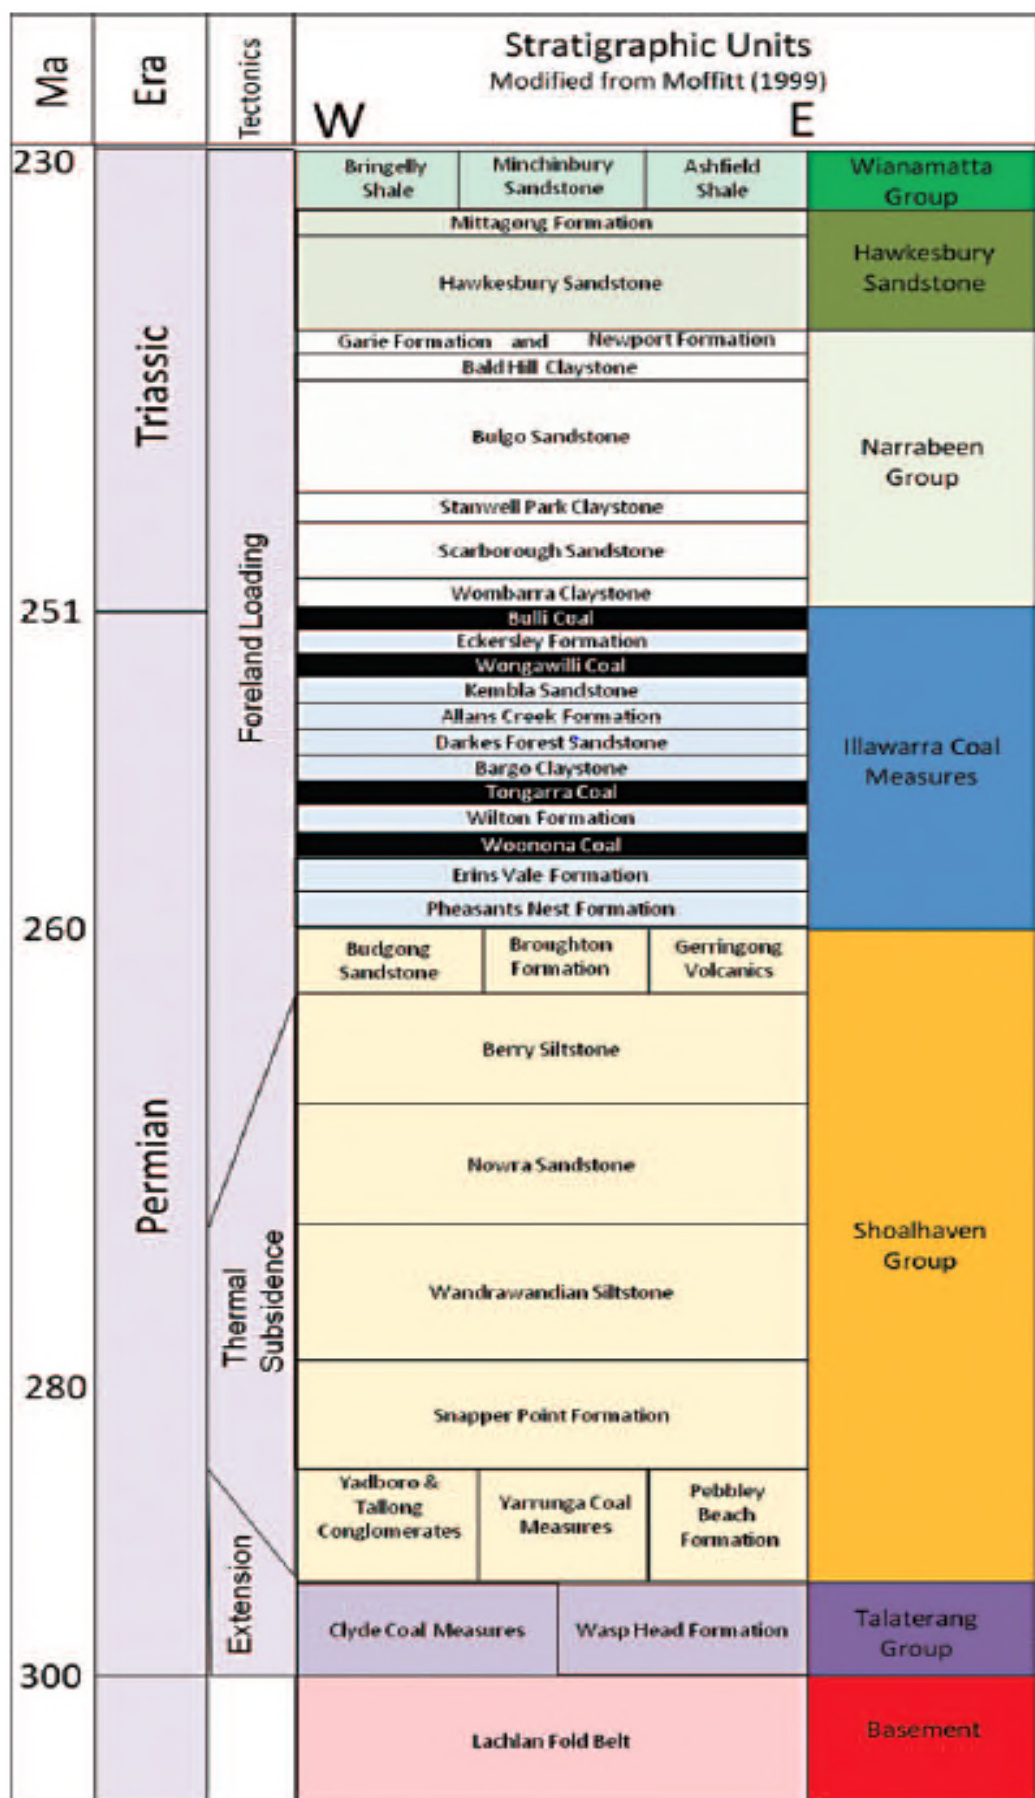 Ma
Era
Tectonics
Stratigraphic Units
Modified from Moffitt (1999)
W
E
230
Bringelly
Shale
Minchinbury
Sandstone
Ashfield
Shale
Wianamatta
Group
Mittagong Formation
Hawkesbury Sandstone
Hawkesbury
Sandstone
Garie Formation and Newport Formation
Bald Hill Claystone
Bulgo Sandstone
Stanwell Park Claystone
Scarborough Sandstone
Wombarra Claystone
Narrabeen
Group
Triassic
Foreland Loading
251
Bulli Coal
Eckersley Formation
Wongawilli Coal
Kembla Sandstone
Allans Creek Formation
Darkes Forest Sandstone
Bargo Claystone
Tongarra Coal
Wilton Formation
Woonona Coal
Erins Vale Formation
Pheasants Nest Formation
Illawarra Coal
Measures
260
Budgong
Sandstone
Broughton
Formation
Gerringong
Volcanics
Berry Siltstone
Nowra Sandstone
Wandrawandian Siltstone
Permian
Thermal
Subsidence
Shoalhaven
Group
280
Snapper Point Formation
Yadboro &
Tallong
Conglomerates
Yarrunga Coal
Measures
Pebbley
Beach
Formation
Extension
Clyde Coal Measures
Wasp Head Formation
Talaterang
Group
300
Lachlan Fold Belt
Basement